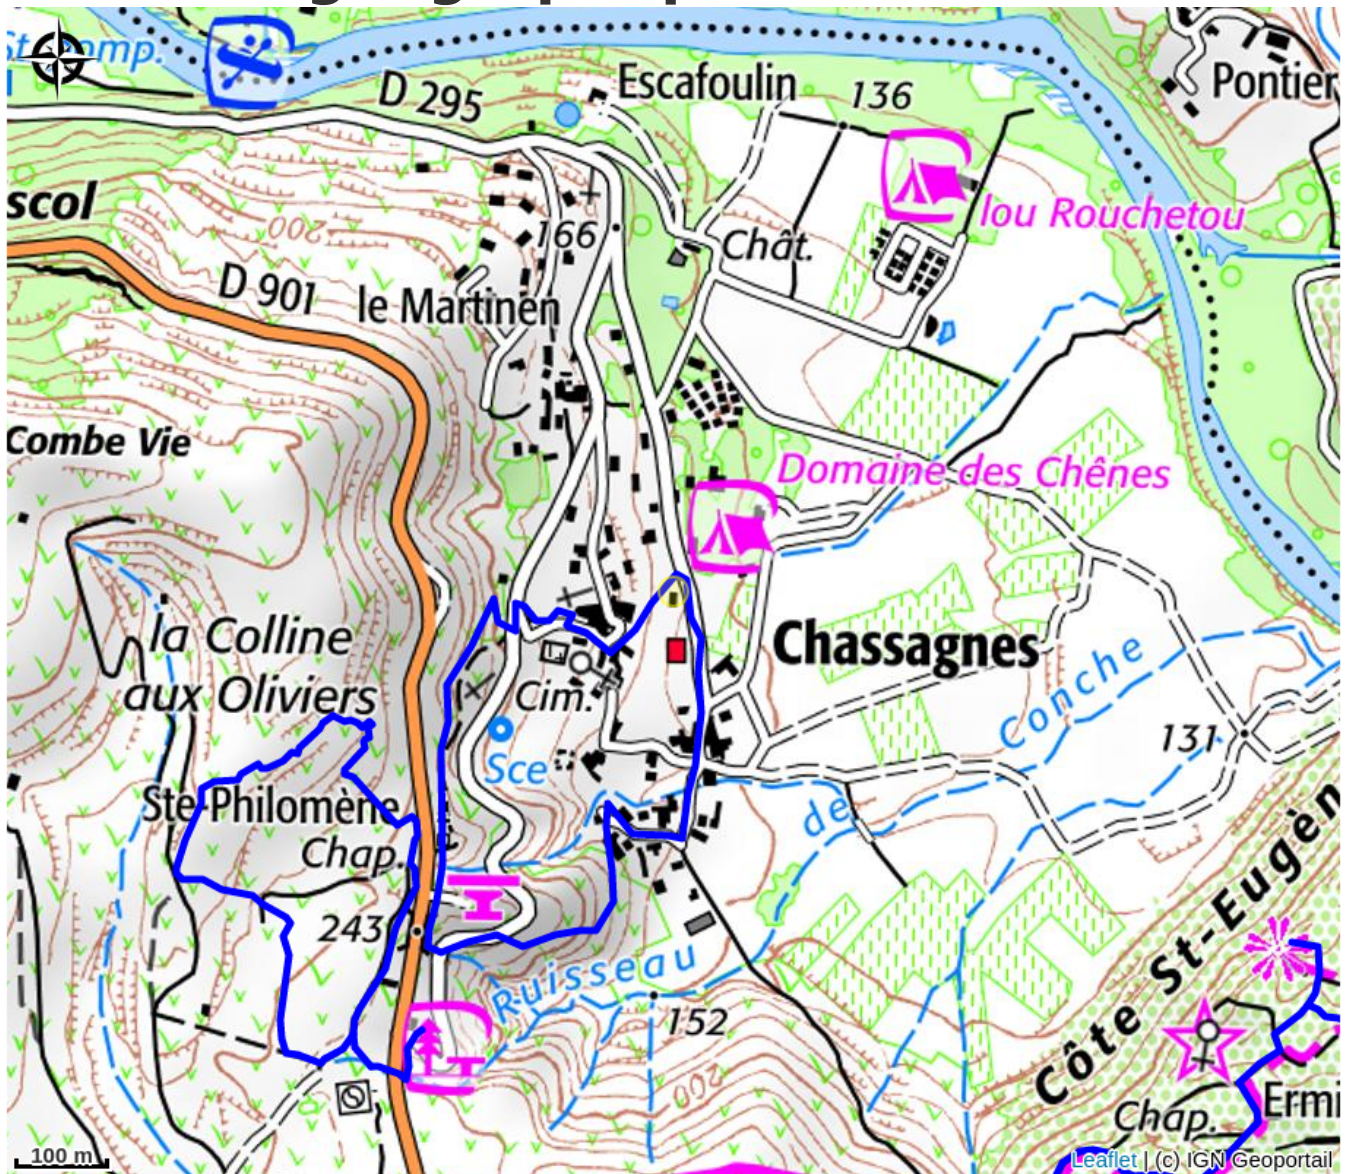 D 295
Escafoulin
136
Pontier
scol
200
166
Chât.
lou Rouchetou
D 901
le Martinen
Combe Vie
Domaine des Chênes
la Colline
aux Oliviers
Chassagnes
Cim.
Conche
131
Sce
Ste-Philomène
Chap.
de
243
Ruisseau
152
200
Côte St-Eugèn
Chap.
Ermi
100 m
Leaflet | (c) IGN Geoportail